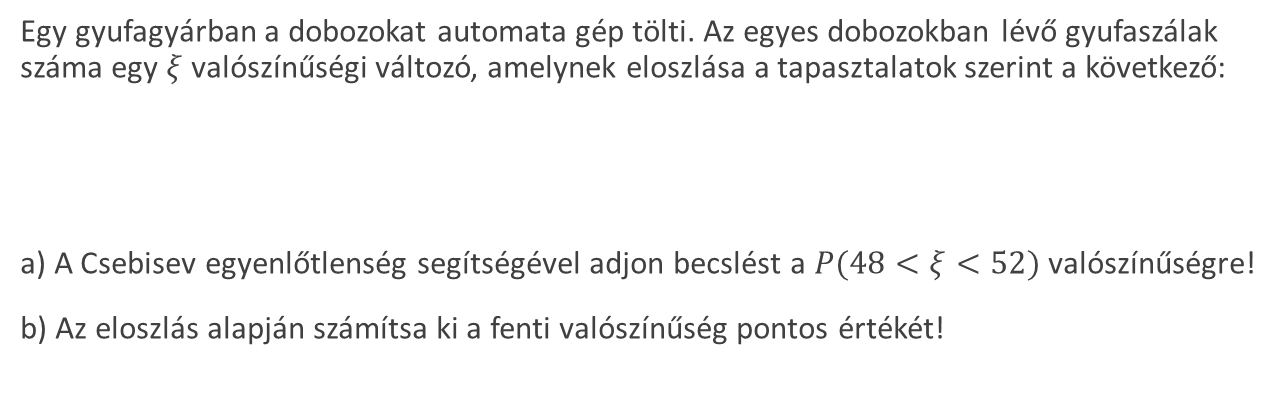 Egy gyufagyárban a dobozokat automata gép tölti. Az egyes dobozokban lévő gyufaszálak
száma egy ξ valószínűségi változó, amelynek eloszlása a tapasztalatok szerint a következő:
a) A Csebisev egyenlőtlenség segítségével adjon becslést a P(48 < ξ < 52) valószínűségre!
b) Az eloszlás alapján számítsa ki a fenti valószínűség pontos értékét!